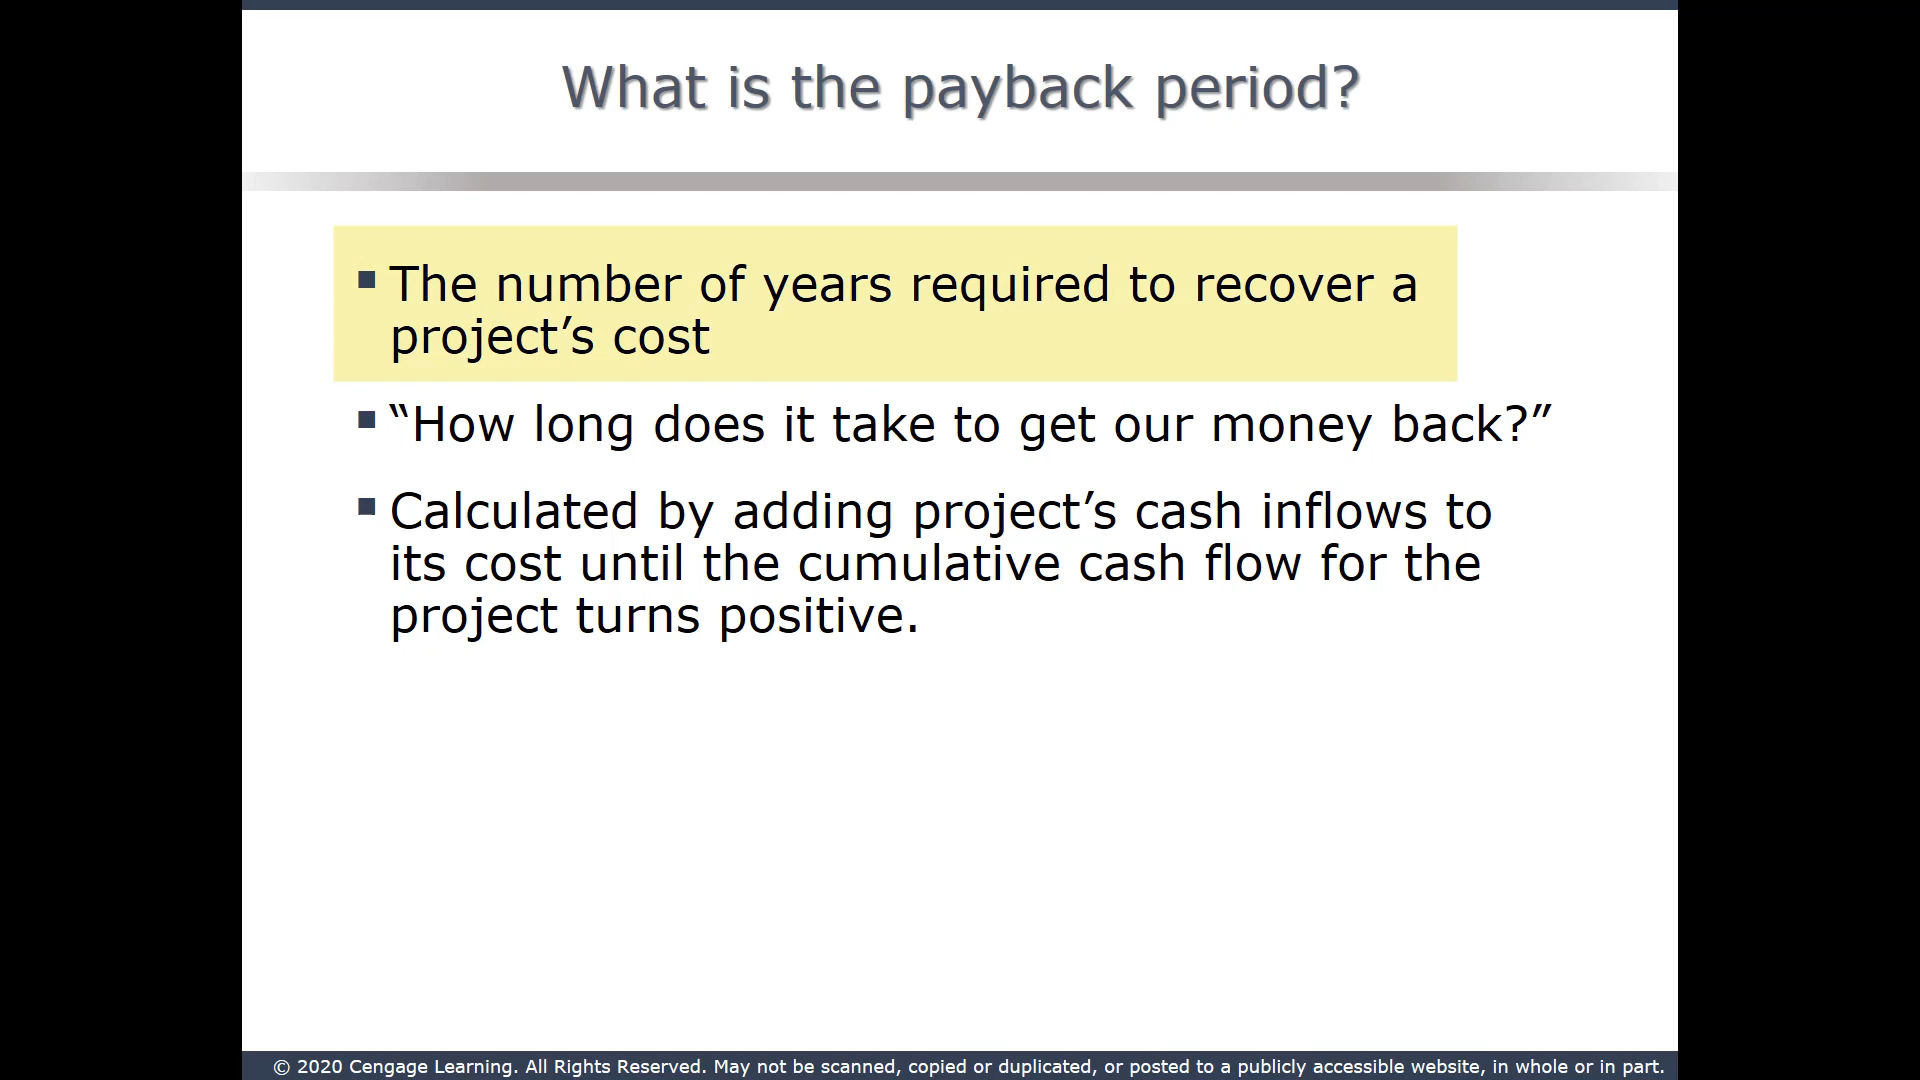 What is the payback period?
The number of years required to recover a
project’s cost
“How long does it take to get our money back?”
Calculated by adding project’s cash inflows to
its cost until the cumulative cash flow for the
project turns positive.
© 2020 Cengage Learning. All Rights Reserved. May not be scanned, copied or duplicated, or posted to a publicly accessible website, in whole or in part.